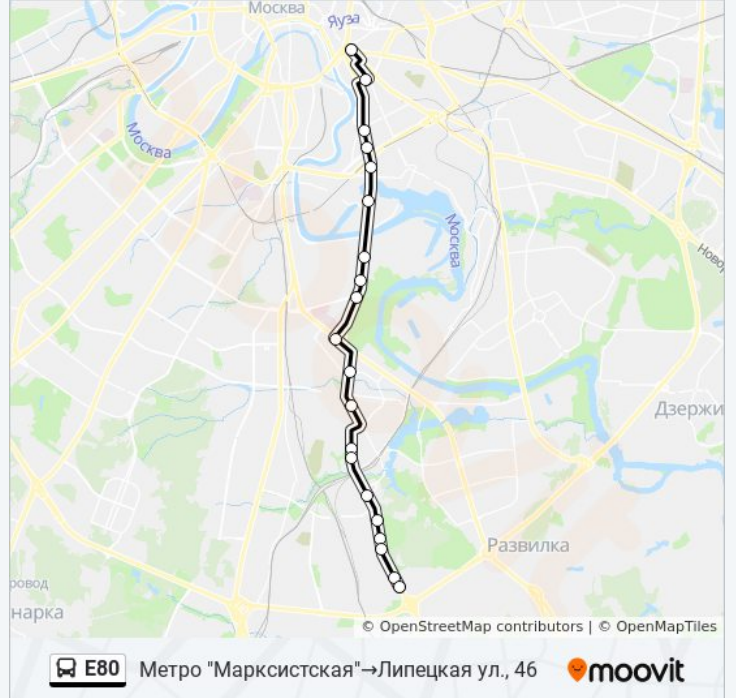 Москва
Яуза
Москва
Москва
Ново
Дзержи
Развилка
ровод
нарка
© OpenStreetMap contributors | © OpenMapTiles
E80 Метро "Марксистская"→Липецкая ул., 46 moovit